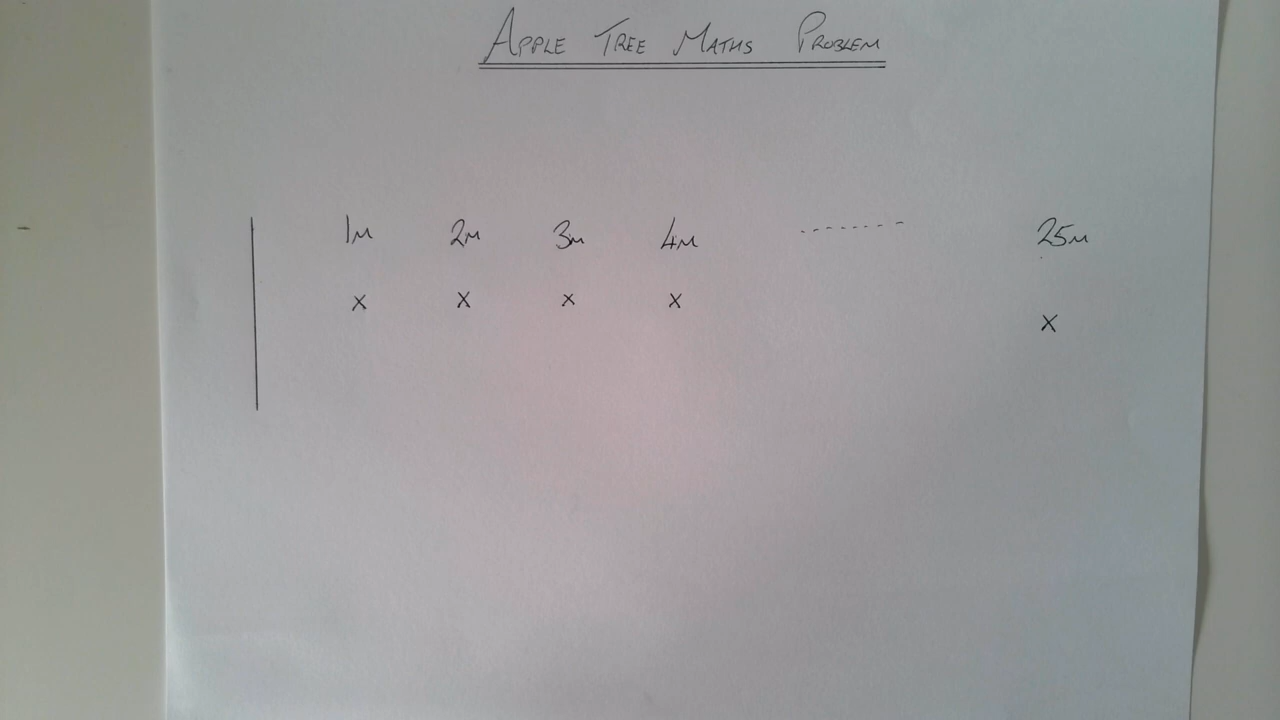 APPLE TREE MATHS PROBLEM
1M 2M 3M 4M ------- 25M
x x x x x